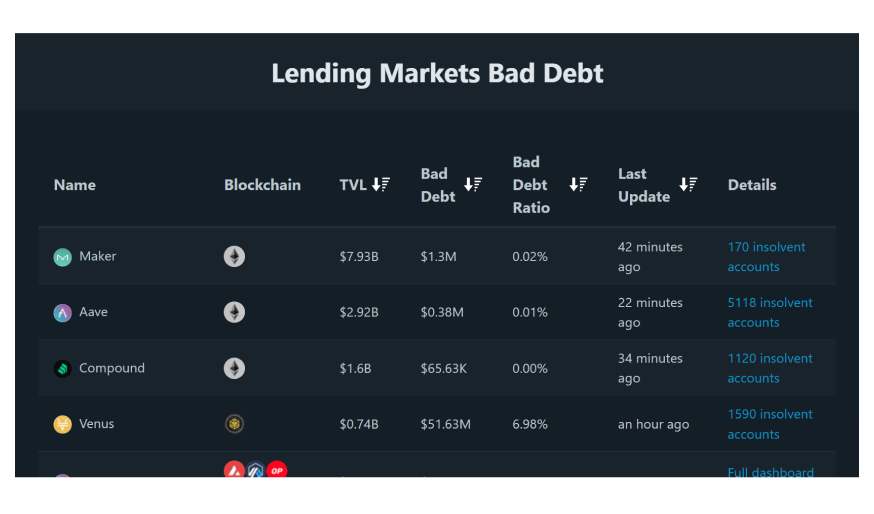 Lending Markets Bad Debt
Name Blockchain TVL Bad Debt Bad Debt Ratio Last Update Details
Maker $7.93B $1.3M 0.02% 42 minutes ago 170 insolvent accounts
Aave $2.92B $0.38M 0.01% 22 minutes ago 5118 insolvent accounts
Compound $1.6B $65.63K 0.00% 34 minutes ago 1120 insolvent accounts
Venus $0.74B $51.63M 6.98% an hour ago 1590 insolvent accounts
OP Full dashboard